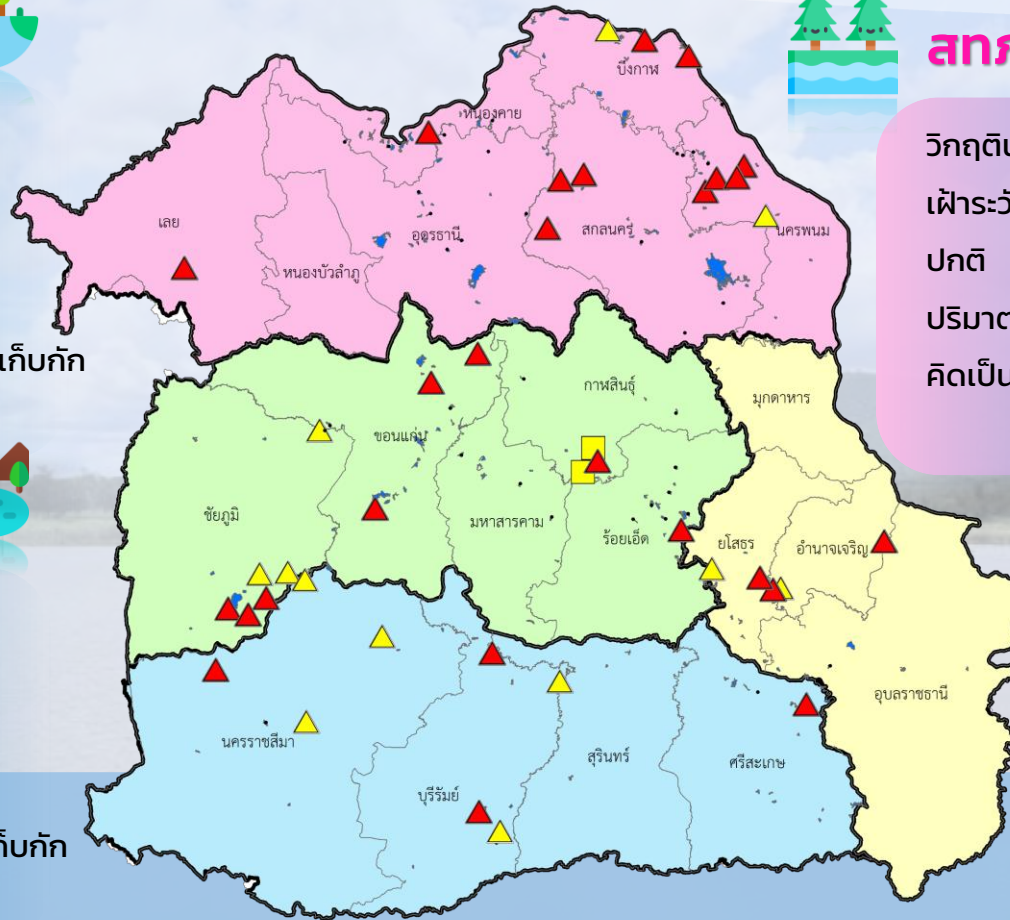 สทภ
วิกฤติ
เฝ้าระวั
ปกติ
ปริมาต
คิดเป็น
บึงกาฬ
หนองคาย
เลย
อุดรธานี
สกลนคร
นครพนม
หนองบัวลำภู
เก็บกัก
กาฬสินธุ์
มุกดาหาร
ขอนแก่น
ชัยภูมิ
มหาสารคาม
ร้อยเอ็ด
ยโสธร
อำนาจเจริญ
อุบลราชธานี
นครราชสีมา
สุรินทร์
ศรีสะเกษ
บุรีรัมย์
ก็บกัก